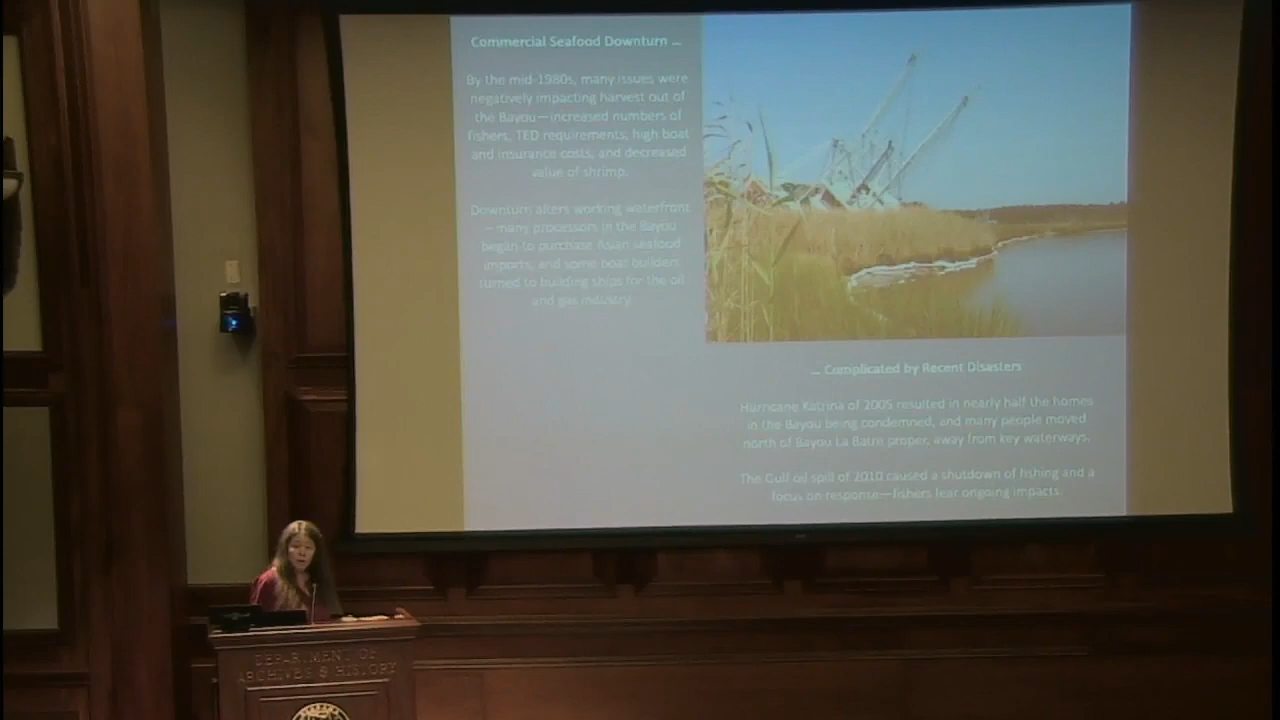 Commercial Seafood Downturn ...
By the mid-1980s, many issues were
negatively impacting harvest out of
the Bayou—increased numbers of
fishers, TED requirements, high boat
and insurance costs, and decreased
value of shrimp.
Downturn alters working waterfront
—many processors in the Bayou
began to purchase Asian seafood
imports, and some boat builders
turned to building ships for the oil
and gas industry.
... Complicated by Recent Disasters
Hurricane Katrina of 2005 resulted in nearly half the homes
in the Bayou being condemned, and many people moved
north of Bayou La Batre proper, away from key waterways.
The Gulf oil spill of 2010 caused a shutdown of fishing and a
focus on response—fishers fear ongoing impacts.
DEPARTMENT OF
ARCHIVES & HISTORY